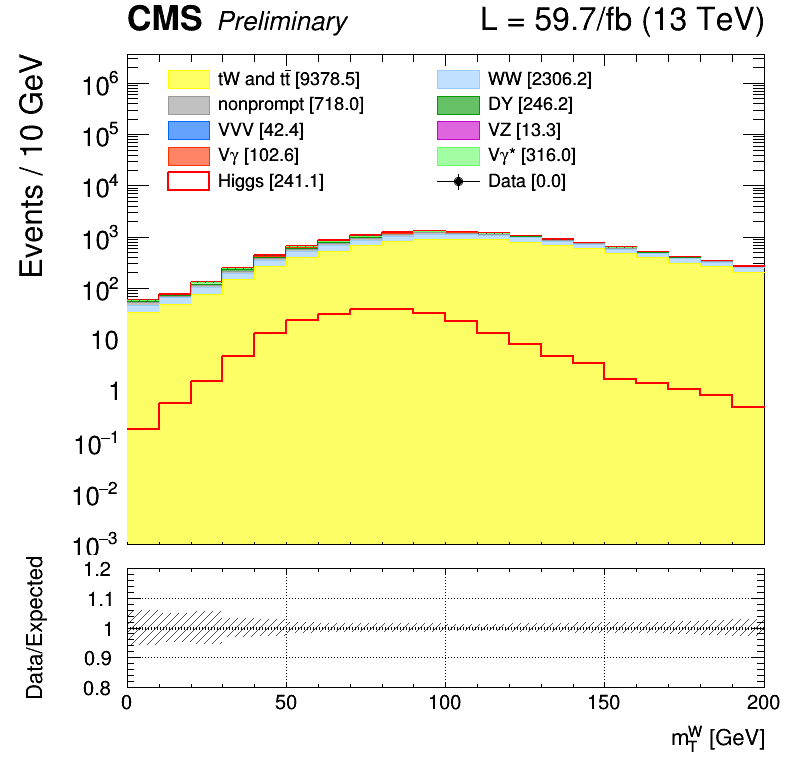 CMS Preliminary L = 59.7/fb (13 TeV)
Events / 10 GeV
10⁶
10⁵
10⁴
10³
10²
10
1
10⁻¹
10⁻²
10⁻³
tW and tt̄ [9378.5]
WW [2306.2]
nonprompt [718.0]
DY [246.2]
VVV [42.4]
VZ [13.3]
Vγ [102.6]
Vγ* [316.0]
Higgs [241.1]
Data [0.0]
Data/Expected
1.2
1.1
1
0.9
0.8
0 50 100 150 200
m_T^W [GeV]